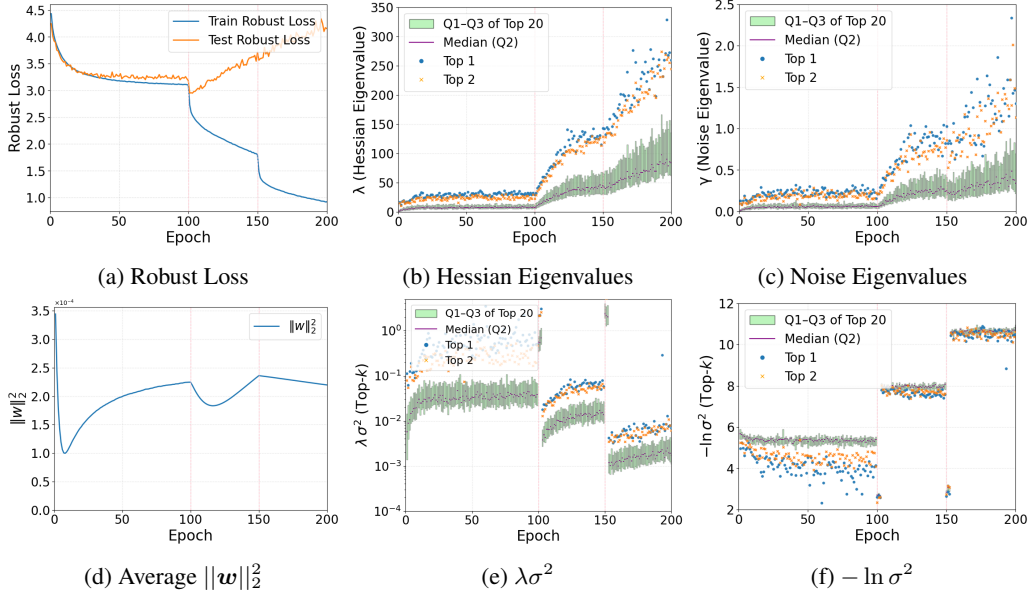 4.5
4.0
3.5
3.0
2.5
2.0
1.5
1.0
Robust Loss
Train Robust Loss
Test Robust Loss
0 50 100 150 200
Epoch
(a) Robust Loss
350
300
250
200
150
100
50
0
λ (Hessian Eigenvalue)
Q1–Q3 of Top 20
Median (Q2)
Top 1
Top 2
0 50 100 150 200
Epoch
(b) Hessian Eigenvalues
2.5
2.0
1.5
1.0
0.5
0.0
γ (Noise Eigenvalue)
Q1–Q3 of Top 20
Median (Q2)
Top 1
Top 2
0 50 100 150 200
Epoch
(c) Noise Eigenvalues
×10⁻⁴
3.5
3.0
2.5
2.0
1.5
1.0
0.5
0.0
||w||₂²
||w||₂²
0 50 100 150 200
Epoch
(d) Average ||w||₂²
10⁰
10⁻¹
10⁻²
10⁻³
10⁻⁴
λ σ² (Top-k)
Q1–Q3 of Top 20
Median (Q2)
Top 1
Top 2
0 50 100 150 200
Epoch
(e) λσ²
12
10
8
6
4
2
−ln σ² (Top-k)
Q1–Q3 of Top 20
Median (Q2)
Top 1
Top 2
0 50 100 150 200
Epoch
(f) − ln σ²